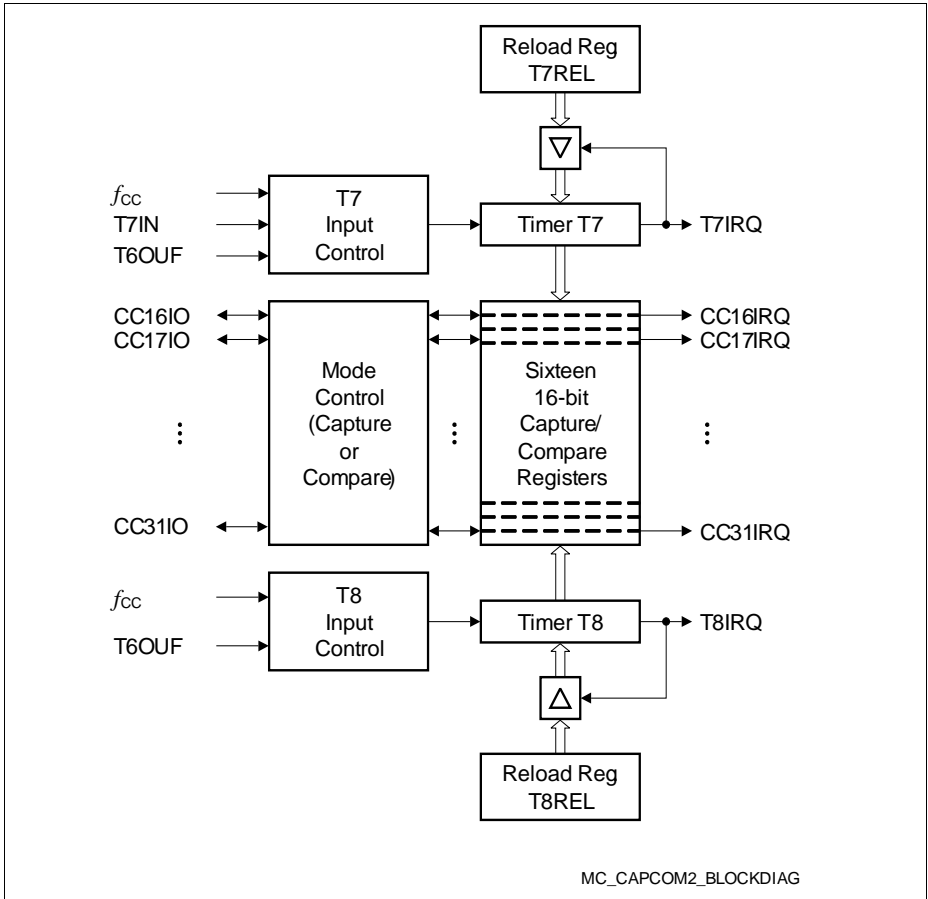 Reload Reg
T7REL
fCC
T7IN
T6OUF
T7
Input
Control
Timer T7
T7IRQ
CC16IO
CC17IO
CC31IO
Mode
Control
(Capture
or
Compare)
Sixteen
16-bit
Capture/
Compare
Registers
CC16IRQ
CC17IRQ
CC31IRQ
fCC
T6OUF
T8
Input
Control
Timer T8
T8IRQ
Reload Reg
T8REL
MC_CAPCOM2_BLOCKDIAG